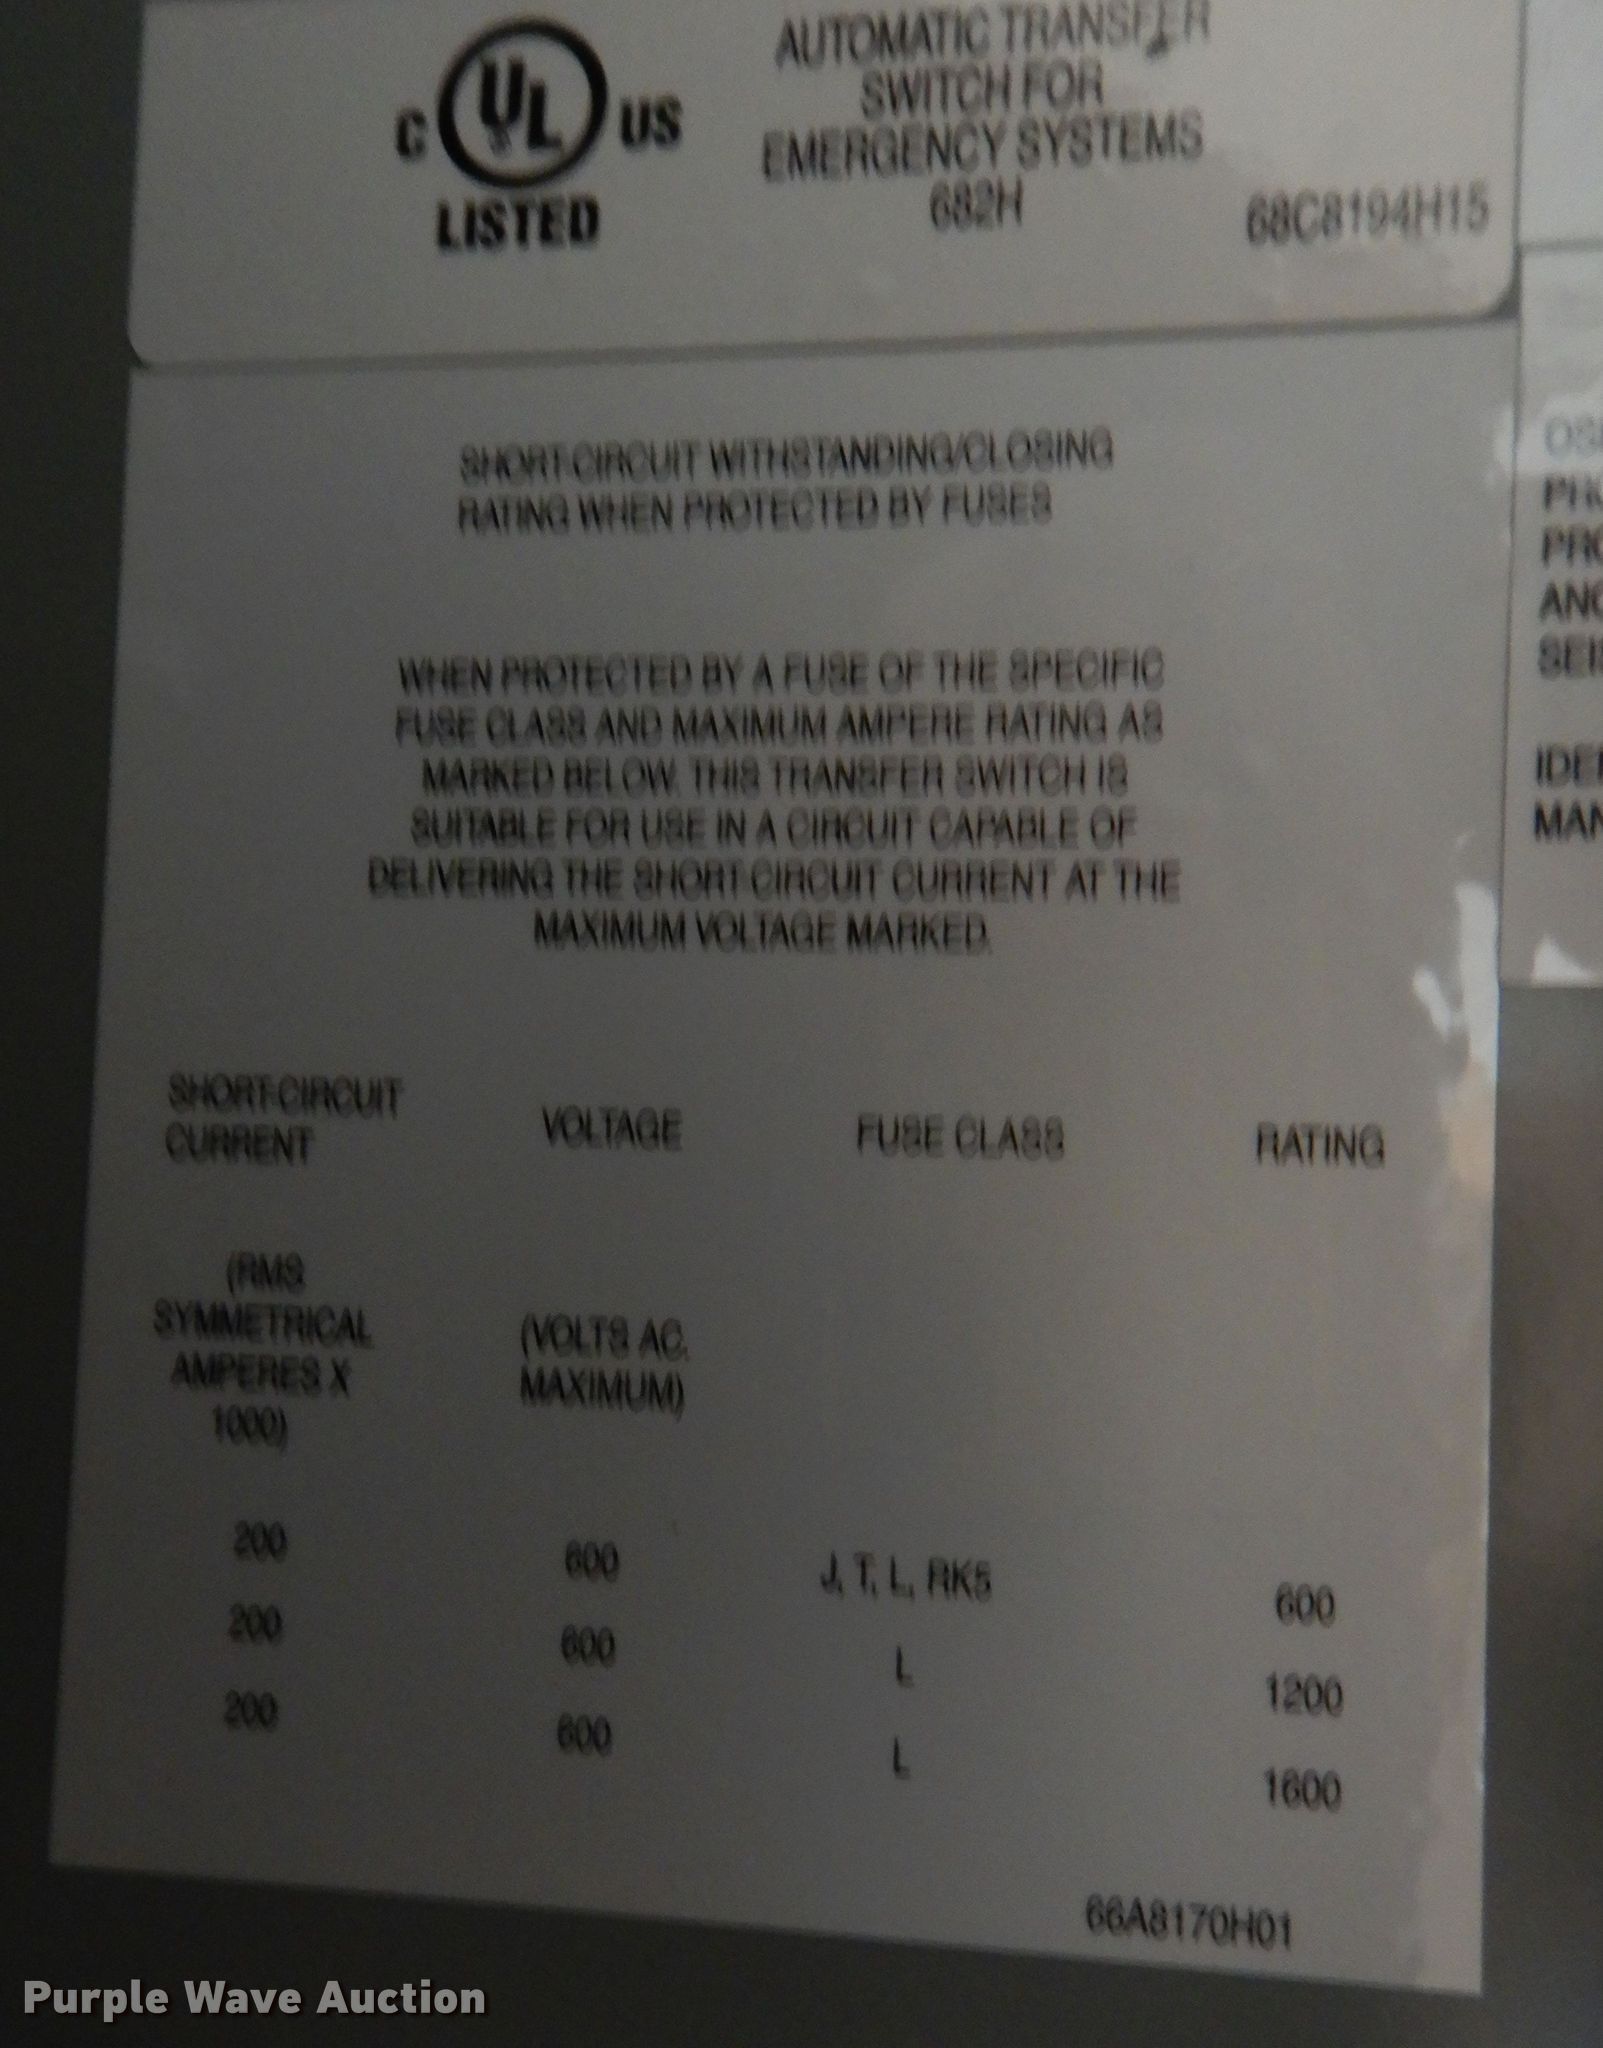 C UL US
LISTED
AUTOMATIC TRANSFER
SWITCH FOR
EMERGENCY SYSTEMS
682H
68C8194H15
SHORT-CIRCUIT WITHSTANDING/CLOSING
RATING WHEN PROTECTED BY FUSES
WHEN PROTECTED BY A FUSE OF THE SPECIFIC
FUSE CLASS AND MAXIMUM AMPERE RATING AS
MARKED BELOW. THIS TRANSFER SWITCH IS
SUITABLE FOR USE IN A CIRCUIT CAPABLE OF
DELIVERING THE SHORT-CIRCUIT CURRENT AT THE
MAXIMUM VOLTAGE MARKED.
SHORT-CIRCUIT
CURRENT
VOLTAGE
FUSE CLASS
RATING
(RMS
SYMMETRICAL
AMPERES X
1000)
(VOLTS AC.
MAXIMUM)
200 600 J, T, L, RK5 600
200 600 L 1200
200 600 L 1600
66A8170H01
PRO
IDE
MAN
Purple Wave Auction